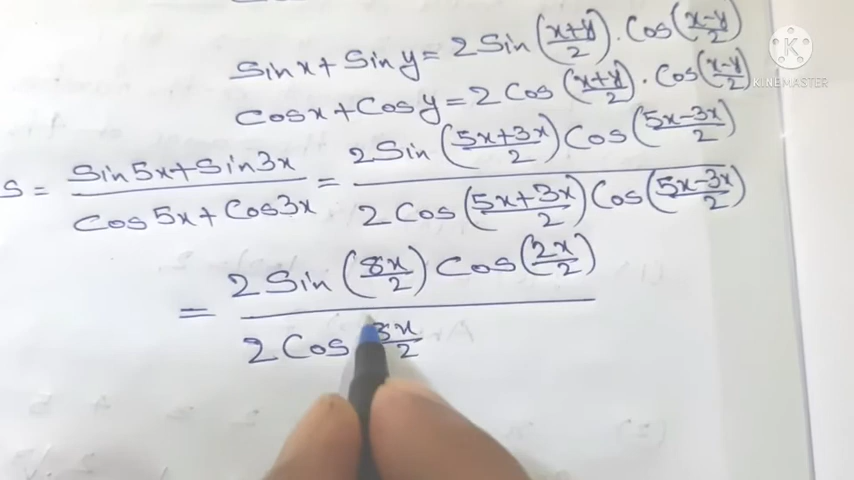 Sin x + Sin y = 2 Sin (x+y/2) . Cos (x-y/2)
KINEMASTER
Cos x + Cos y = 2 Cos (x+y/2) . Cos (x-y/2)
S = Sin 5x + Sin 3x / Cos 5x + Cos 3x = 2 Sin (5x+3x/2) Cos (5x-3x/2) / 2 Cos (5x+3x/2) Cos (5x-3x/2)
= 2 Sin (8x/2) Cos (2x/2) / 2 Cos 8x/2